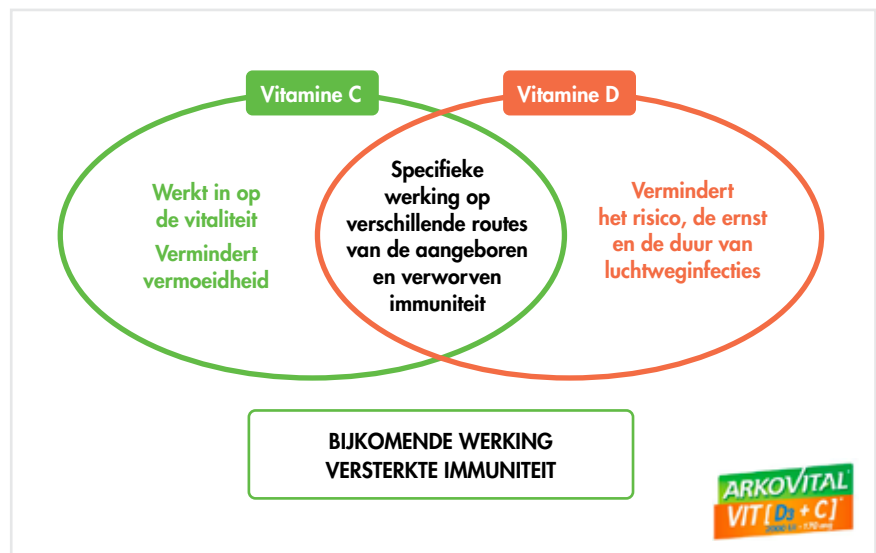 Vitamine C
Vitamine D
Werkt in op
de vitaliteit
Vermindert
vermoeidheid
Specifieke
werking op
verschillende routes
van de aangeboren
en verworven
immuniteit
Vermindert
het risico, de ernst
en de duur van
luchtweginfecties
BIJKOMENDE WERKING
VERSTERKTE IMMUNITEIT
ARKOVITAL
VIT [D3 + C]